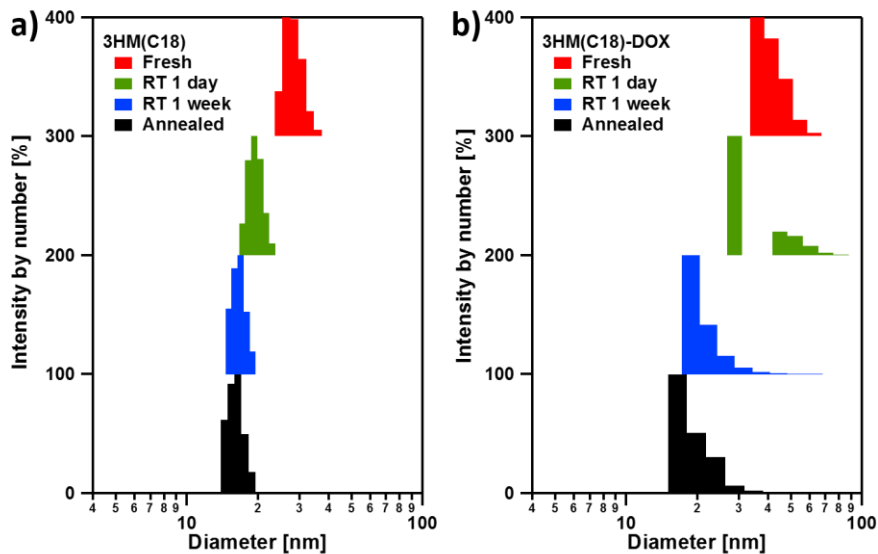 a)
3HM(C18)
Fresh
RT 1 day
RT 1 week
Annealed
Intensity by number [%]
400
300
200
100
0
4 5 6 7 8 9 10 2 3 4 5 6 7 8 9 100
Diameter [nm]
b)
3HM(C18)-DOX
Fresh
RT 1 day
RT 1 week
Annealed
Intensity by number [%]
400
300
200
100
0
4 5 6 7 8 9 10 2 3 4 5 6 7 8 9 100
Diameter [nm]